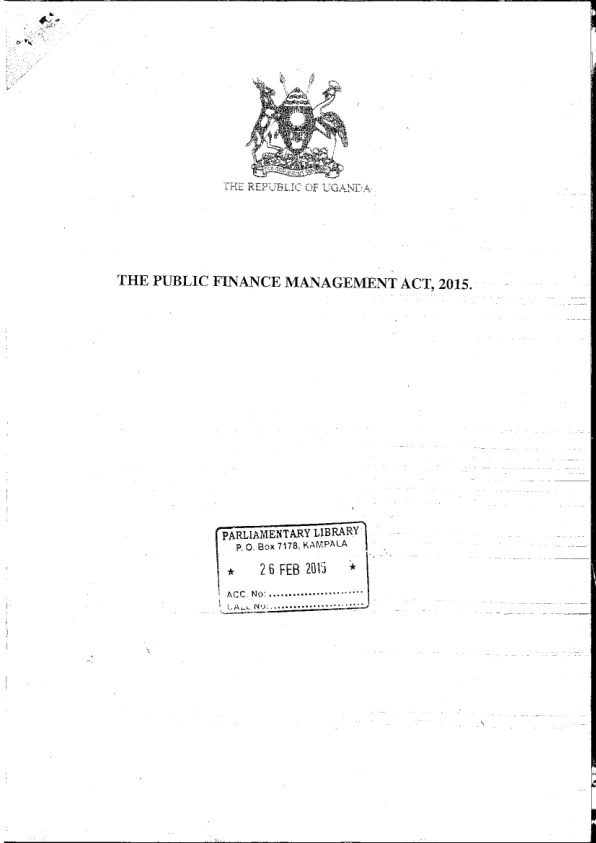 THE REPUBLIC OF UGANDA
THE PUBLIC FINANCE MANAGEMENT ACT, 2015.
PARLIAMENTARY LIBRARY
P. O. Box 7178, KAMPALA
★ 26 FEB 2015 ★
ACC. No: ........................
CALL No: ........................